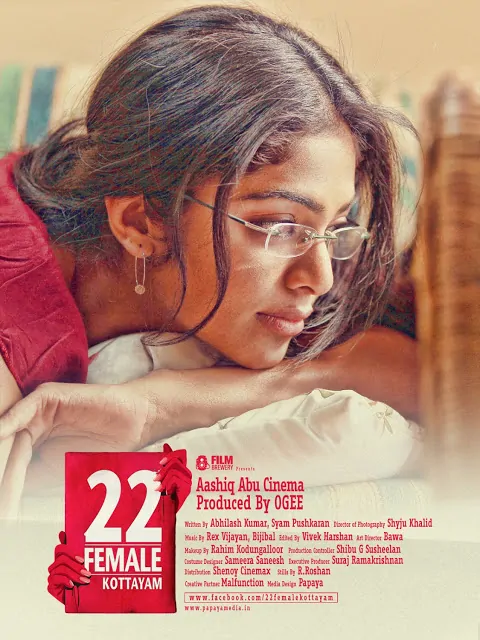 22
FEMALE
KOTTAYAM
FILM
BREWERY Presents
Aashiq Abu Cinema
Produced By OGEE
Written By Abhilash Kumar, Syam Pushkaran Director of Photography Shyju Khalid
Music By Rex Vijayan, Bijibal Edited By Vivek Harshan Art Director Bawa
Makeup By Rahim Kodungalloor Production Controller Shibu G Susheelan
Costume Designer Sameera Saneesh Executive Producer Suraj Ramakrishnan
Distribution Shenoy Cinemax Stills By R.Roshan
Creative Partner Malfunction Media Design Papaya
www.facebook.com/22femalekottayam
www.papayamedia.in